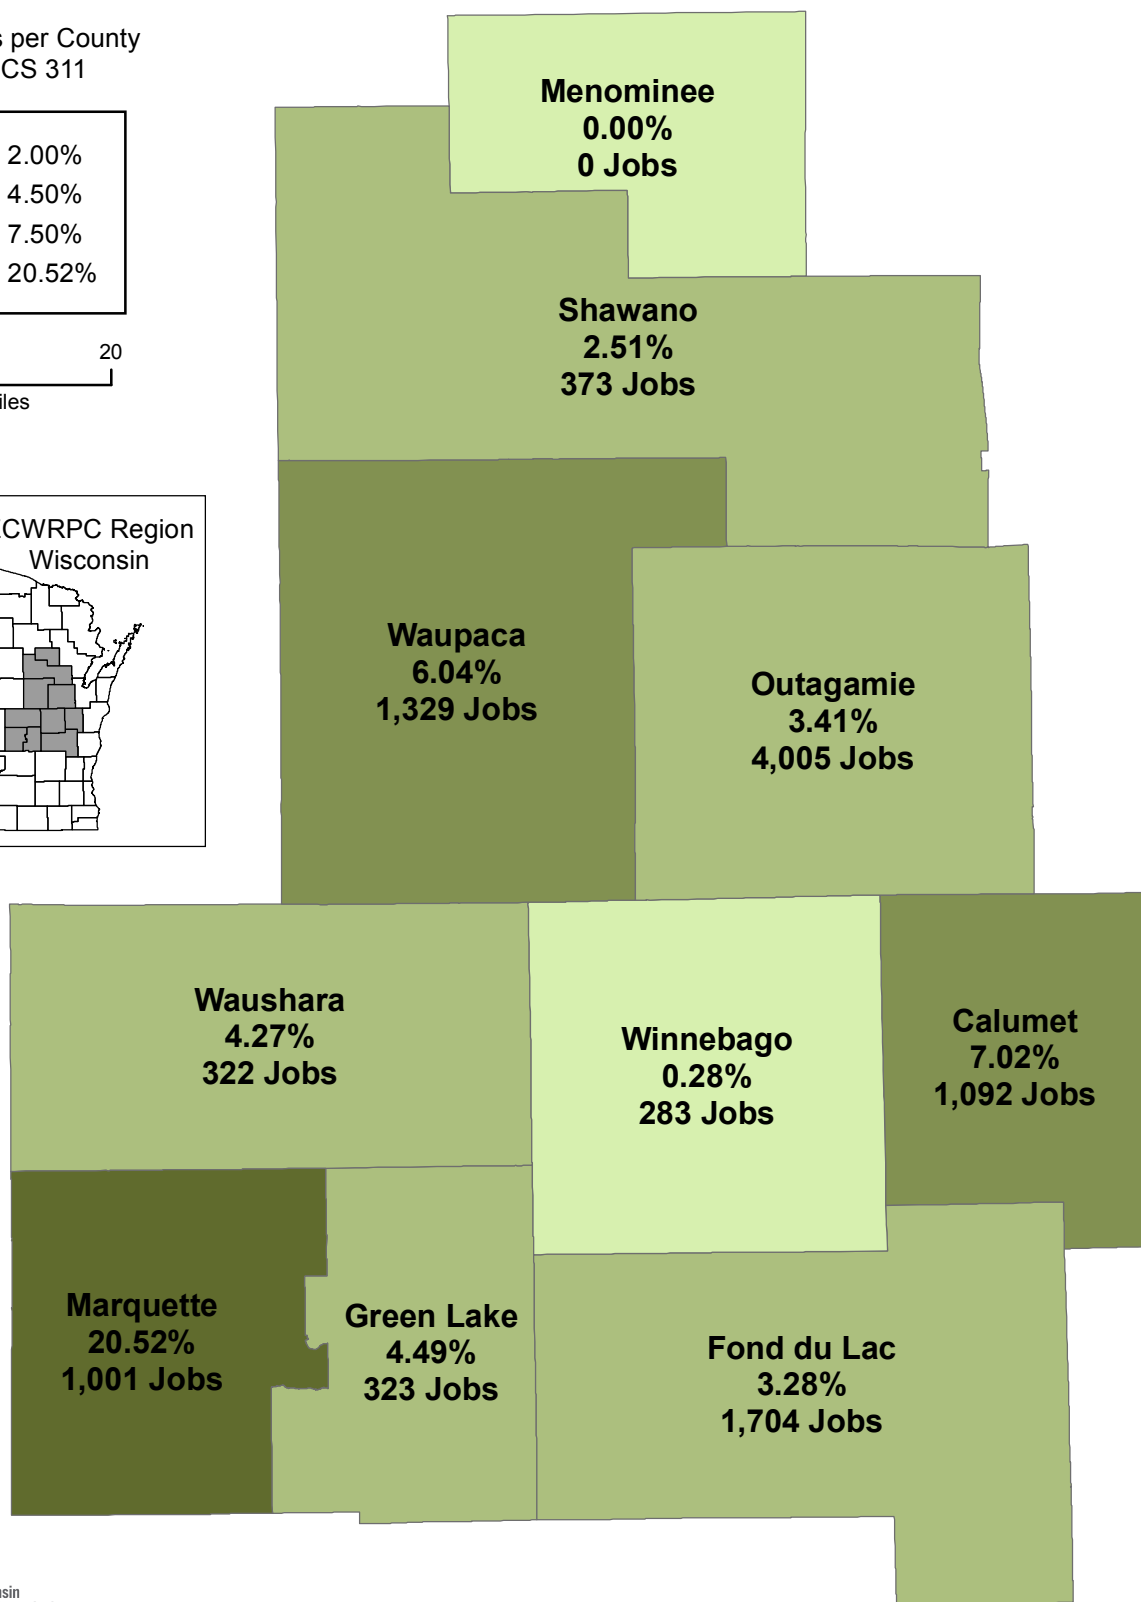 per County
CS 311
2.00%
4.50%
7.50%
20.52%
20
CWRPC Region
Wisconsin
Menominee
0.00%
0 Jobs
Shawano
2.51%
373 Jobs
Waupaca
6.04%
1,329 Jobs
Outagamie
3.41%
4,005 Jobs
Waushara
4.27%
322 Jobs
Winnebago
0.28%
283 Jobs
Calumet
7.02%
1,092 Jobs
Marquette
20.52%
1,001 Jobs
Green Lake
4.49%
323 Jobs
Fond du Lac
3.28%
1,704 Jobs